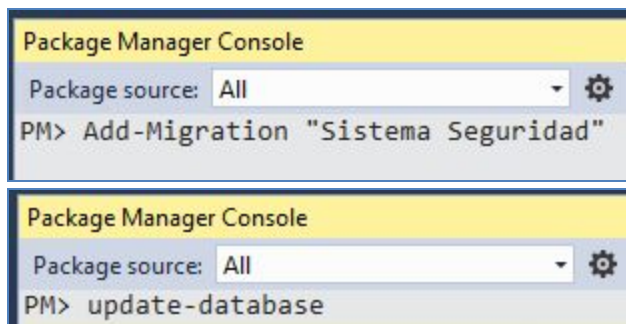 Package Manager Console
Package source: All
PM> Add-Migration "Sistema Seguridad"
Package Manager Console
Package source: All
PM> update-database